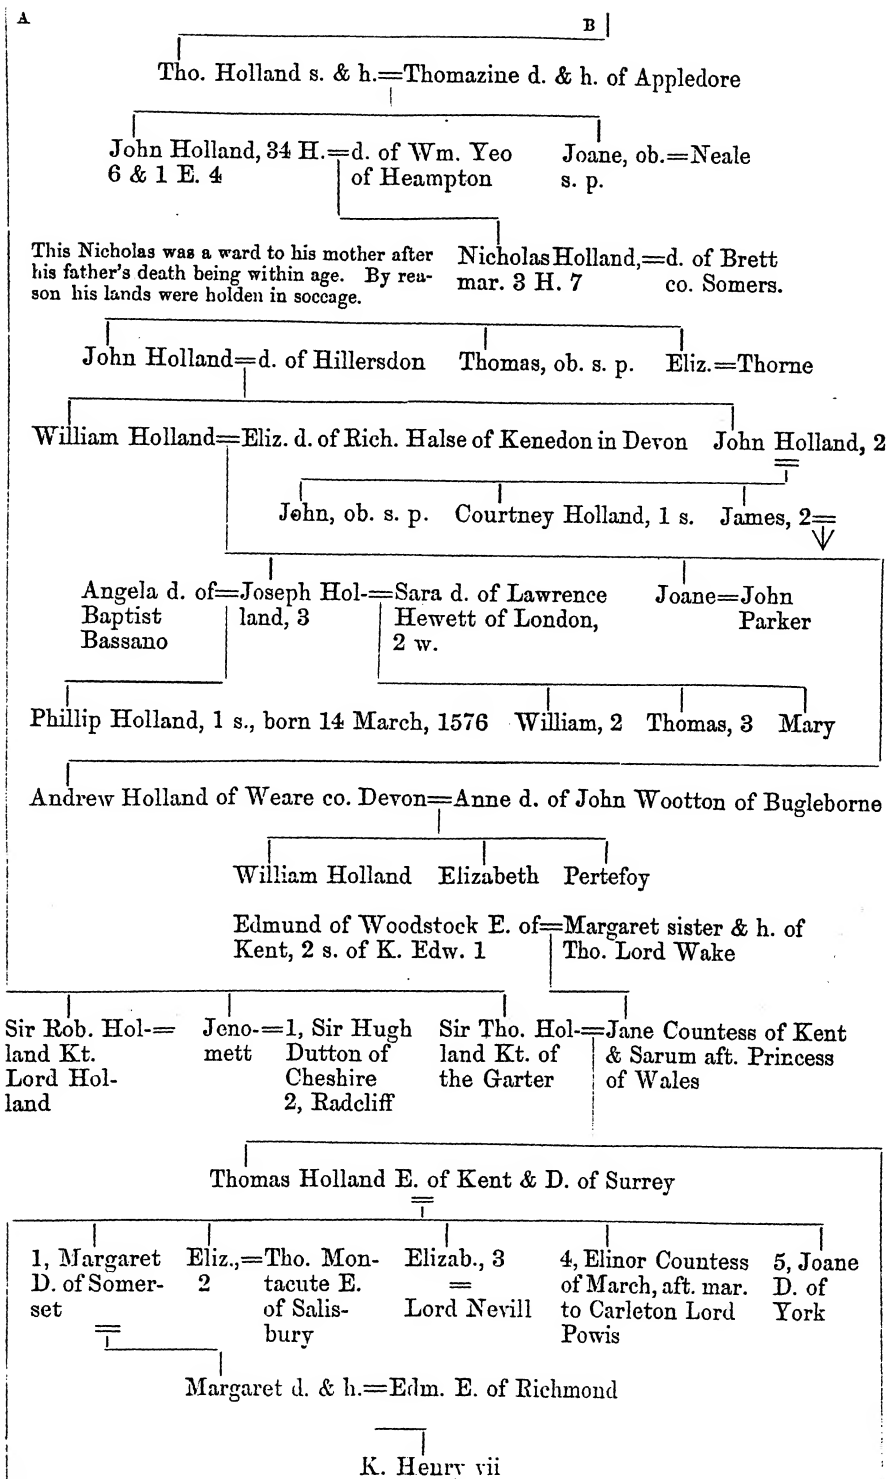 A
B
Tho. Holland s. & h.=Thomazine d. & h. of Appledore
John Holland, 34 H.=d. of Wm. Yeo
6 & 1 E. 4
of Heampton
Joane, ob.=Neale
s. p.
This Nicholas was a ward to his mother after
his father's death being within age. By rea-
son his lands were holden in soccage.
Nicholas Holland,=d. of Brett
mar. 3 H. 7
co. Somers.
John Holland=d. of Hillersdon
Thomas, ob. s. p.
Eliz.=Thorne
William Holland=Eliz. d. of Rich. Halse of Kenedon in Devon
John Holland, 2
=
John, ob. s. p.
Courtney Holland, 1 s.
James, 2=
Angela d. of=Joseph Hol-=Sara d. of Lawrence
Baptist
land, 3
Hewett of London,
Bassano
2 w.
Joane=John
Parker
Phillip Holland, 1 s., born 14 March, 1576
William, 2
Thomas, 3
Mary
Andrew Holland of Weare co. Devon=Anne d. of John Wootton of Bugleborne
William Holland
Elizabeth
Pertefoy
Edmund of Woodstock E. of=Margaret sister & h. of
Kent, 2 s. of K. Edw. 1
Tho. Lord Wake
Sir Rob. Hol-=
land Kt.
Lord Hol-
land
Jeno-=1, Sir Hugh
mett
Dutton of
Cheshire
2, Radcliff
Sir Tho. Hol-=Jane Countess of Kent
land Kt. of
& Sarum aft. Princess
the Garter
of Wales
Thomas Holland E. of Kent & D. of Surrey
=
1, Margaret
D. of Somer-
set
=
Eliz.,=Tho. Mon-
2
tacute E.
of Salis-
bury
Elizab., 3
=
Lord Nevill
4, Elinor Countess
of March, aft. mar.
to Carleton Lord
Powis
5, Joane
D. of
York
Margaret d. & h.=Edm. E. of Richmond
K. Henry vii